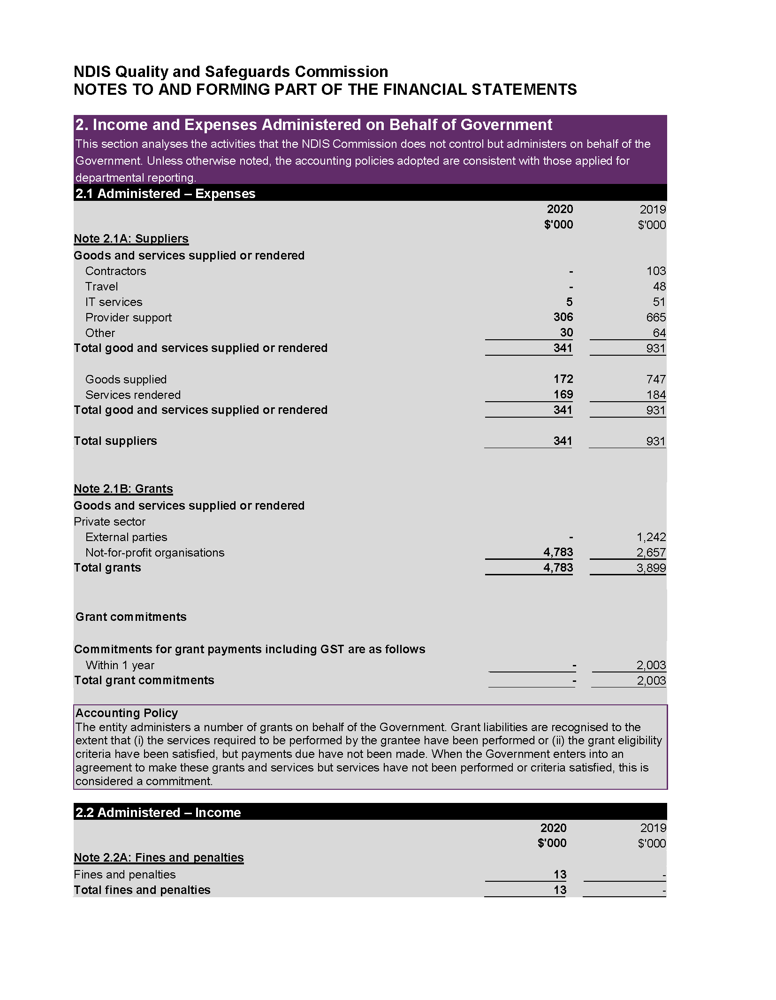 NDIS Quality and Safeguards Commission
NOTES TO AND FORMING PART OF THE FINANCIAL STATEMENTS
2. Income and Expenses Administered on Behalf of Government
This section analyses the activities that the NDIS Commission does not control but administers on behalf of the
Government. Unless otherwise noted, the accounting policies adopted are consistent with those applied for
departmental reporting.
2.1 Administered – Expenses
2020 2019
$'000 $'000
Note 2.1A: Suppliers
Goods and services supplied or rendered
Contractors - 103
Travel - 48
IT services 5 51
Provider support 306 665
Other 30 64
Total good and services supplied or rendered 341 931
Goods supplied 172 747
Services rendered 169 184
Total good and services supplied or rendered 341 931
Total suppliers 341 931
Note 2.1B: Grants
Goods and services supplied or rendered
Private sector
External parties - 1,242
Not-for-profit organisations 4,783 2,657
Total grants 4,783 3,899
Grant commitments
Commitments for grant payments including GST are as follows
Within 1 year - 2,003
Total grant commitments - 2,003
Accounting Policy
The entity administers a number of grants on behalf of the Government. Grant liabilities are recognised to the
extent that (i) the services required to be performed by the grantee have been performed or (ii) the grant eligibility
criteria have been satisfied, but payments due have not been made. When the Government enters into an
agreement to make these grants and services but services have not been performed or criteria satisfied, this is
considered a commitment.
2.2 Administered – Income
2020 2019
$'000 $'000
Note 2.2A: Fines and penalties
Fines and penalties 13 -
Total fines and penalties 13 -